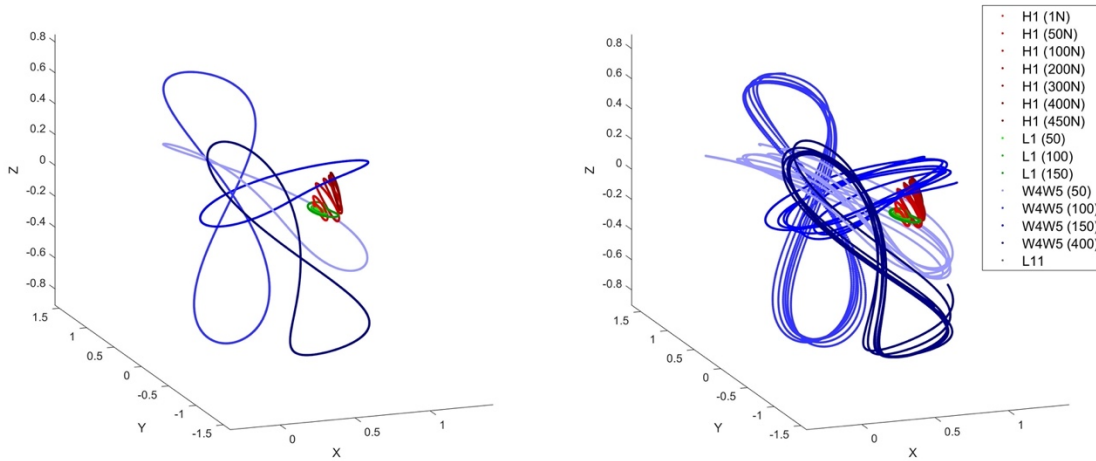 0.8
0.6
0.4
0.2
0
-0.2
-0.4
-0.6
-0.8
Z
1.5
1
0.5
0
-0.5
-1
-1.5
Y
0
0.5
1
X
0.8
0.6
0.4
0.2
0
-0.2
-0.4
-0.6
-0.8
Z
1.5
1
0.5
0
-0.5
-1
-1.5
Y
0
0.5
1
X
H1 (1N)
H1 (50N)
H1 (100N)
H1 (200N)
H1 (300N)
H1 (400N)
H1 (450N)
L1 (50)
L1 (100)
L1 (150)
W4W5 (50)
W4W5 (100)
W4W5 (150)
W4W5 (400)
L11